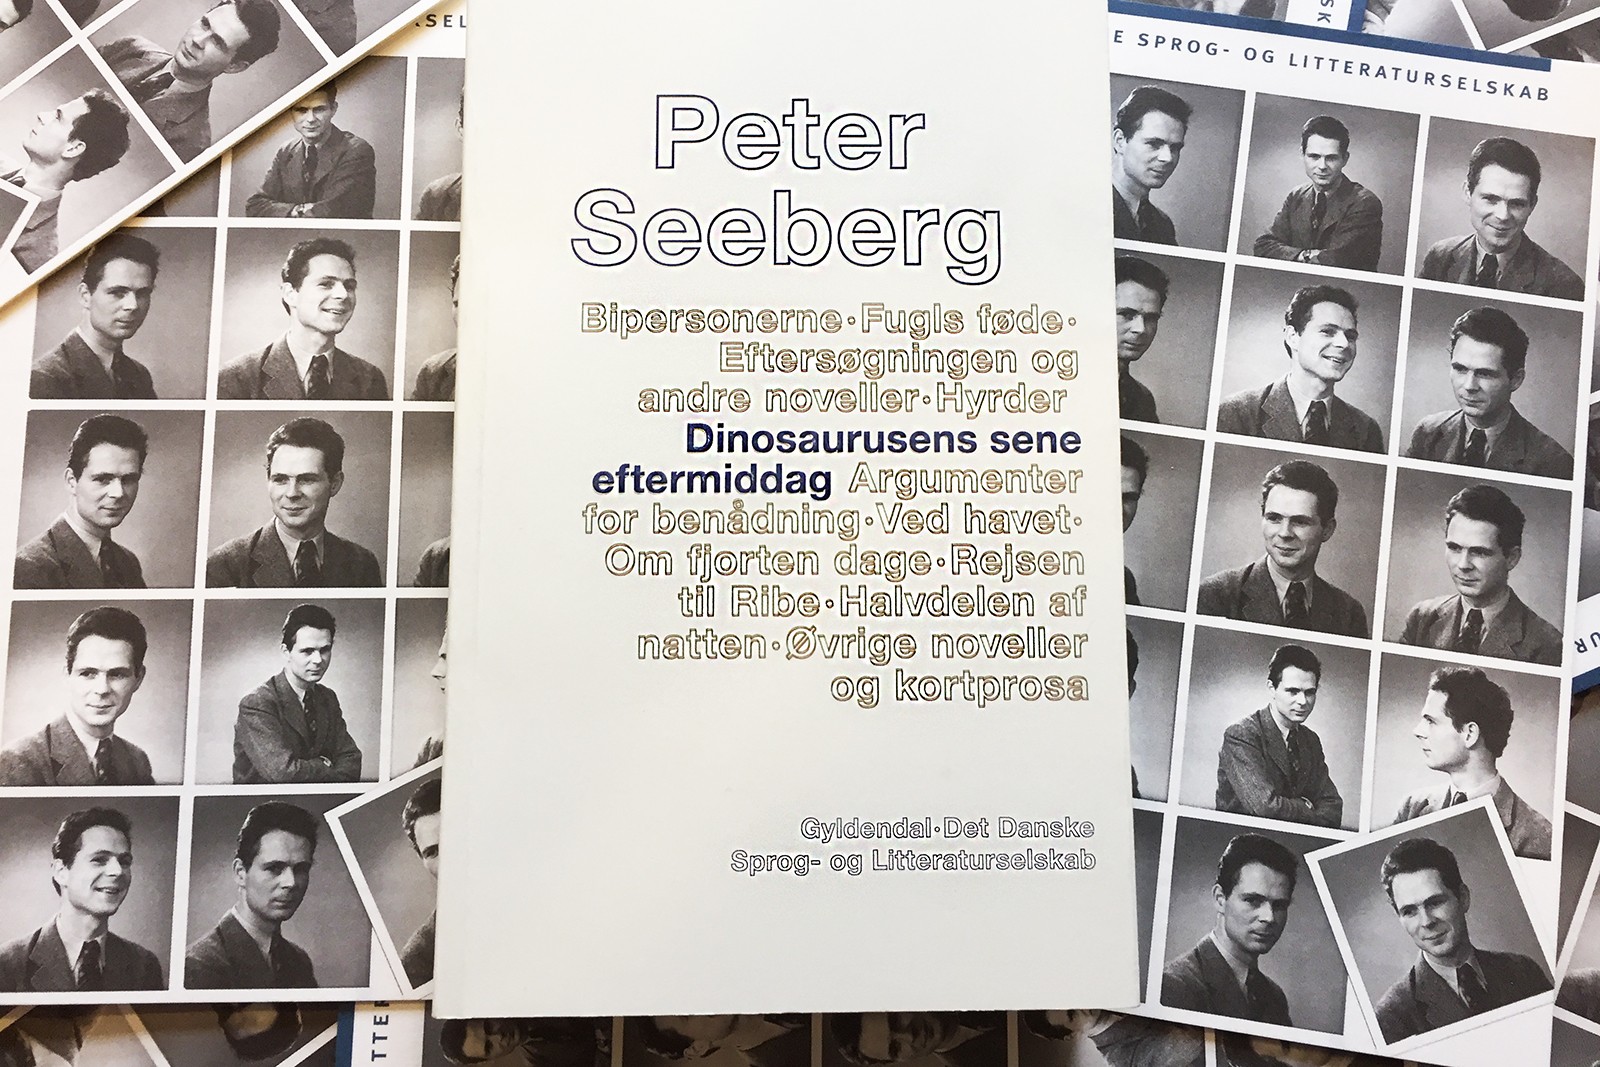 Peter
Seeberg
Bipersonerne·Fugls føde·
Eftersøgningen og
andre noveller·Hyrder
Dinosaurusens sene
eftermiddag Argumenter
for benådning·Ved havet·
Om fjorten dage·Rejsen
til Ribe·Halvdelen af
natten·Øvrige noveller
og kortprosa
Gyldendal·Det Danske
Sprog- og Litteraturselskab
E SPROG- OG LITTERATURSELSKAB